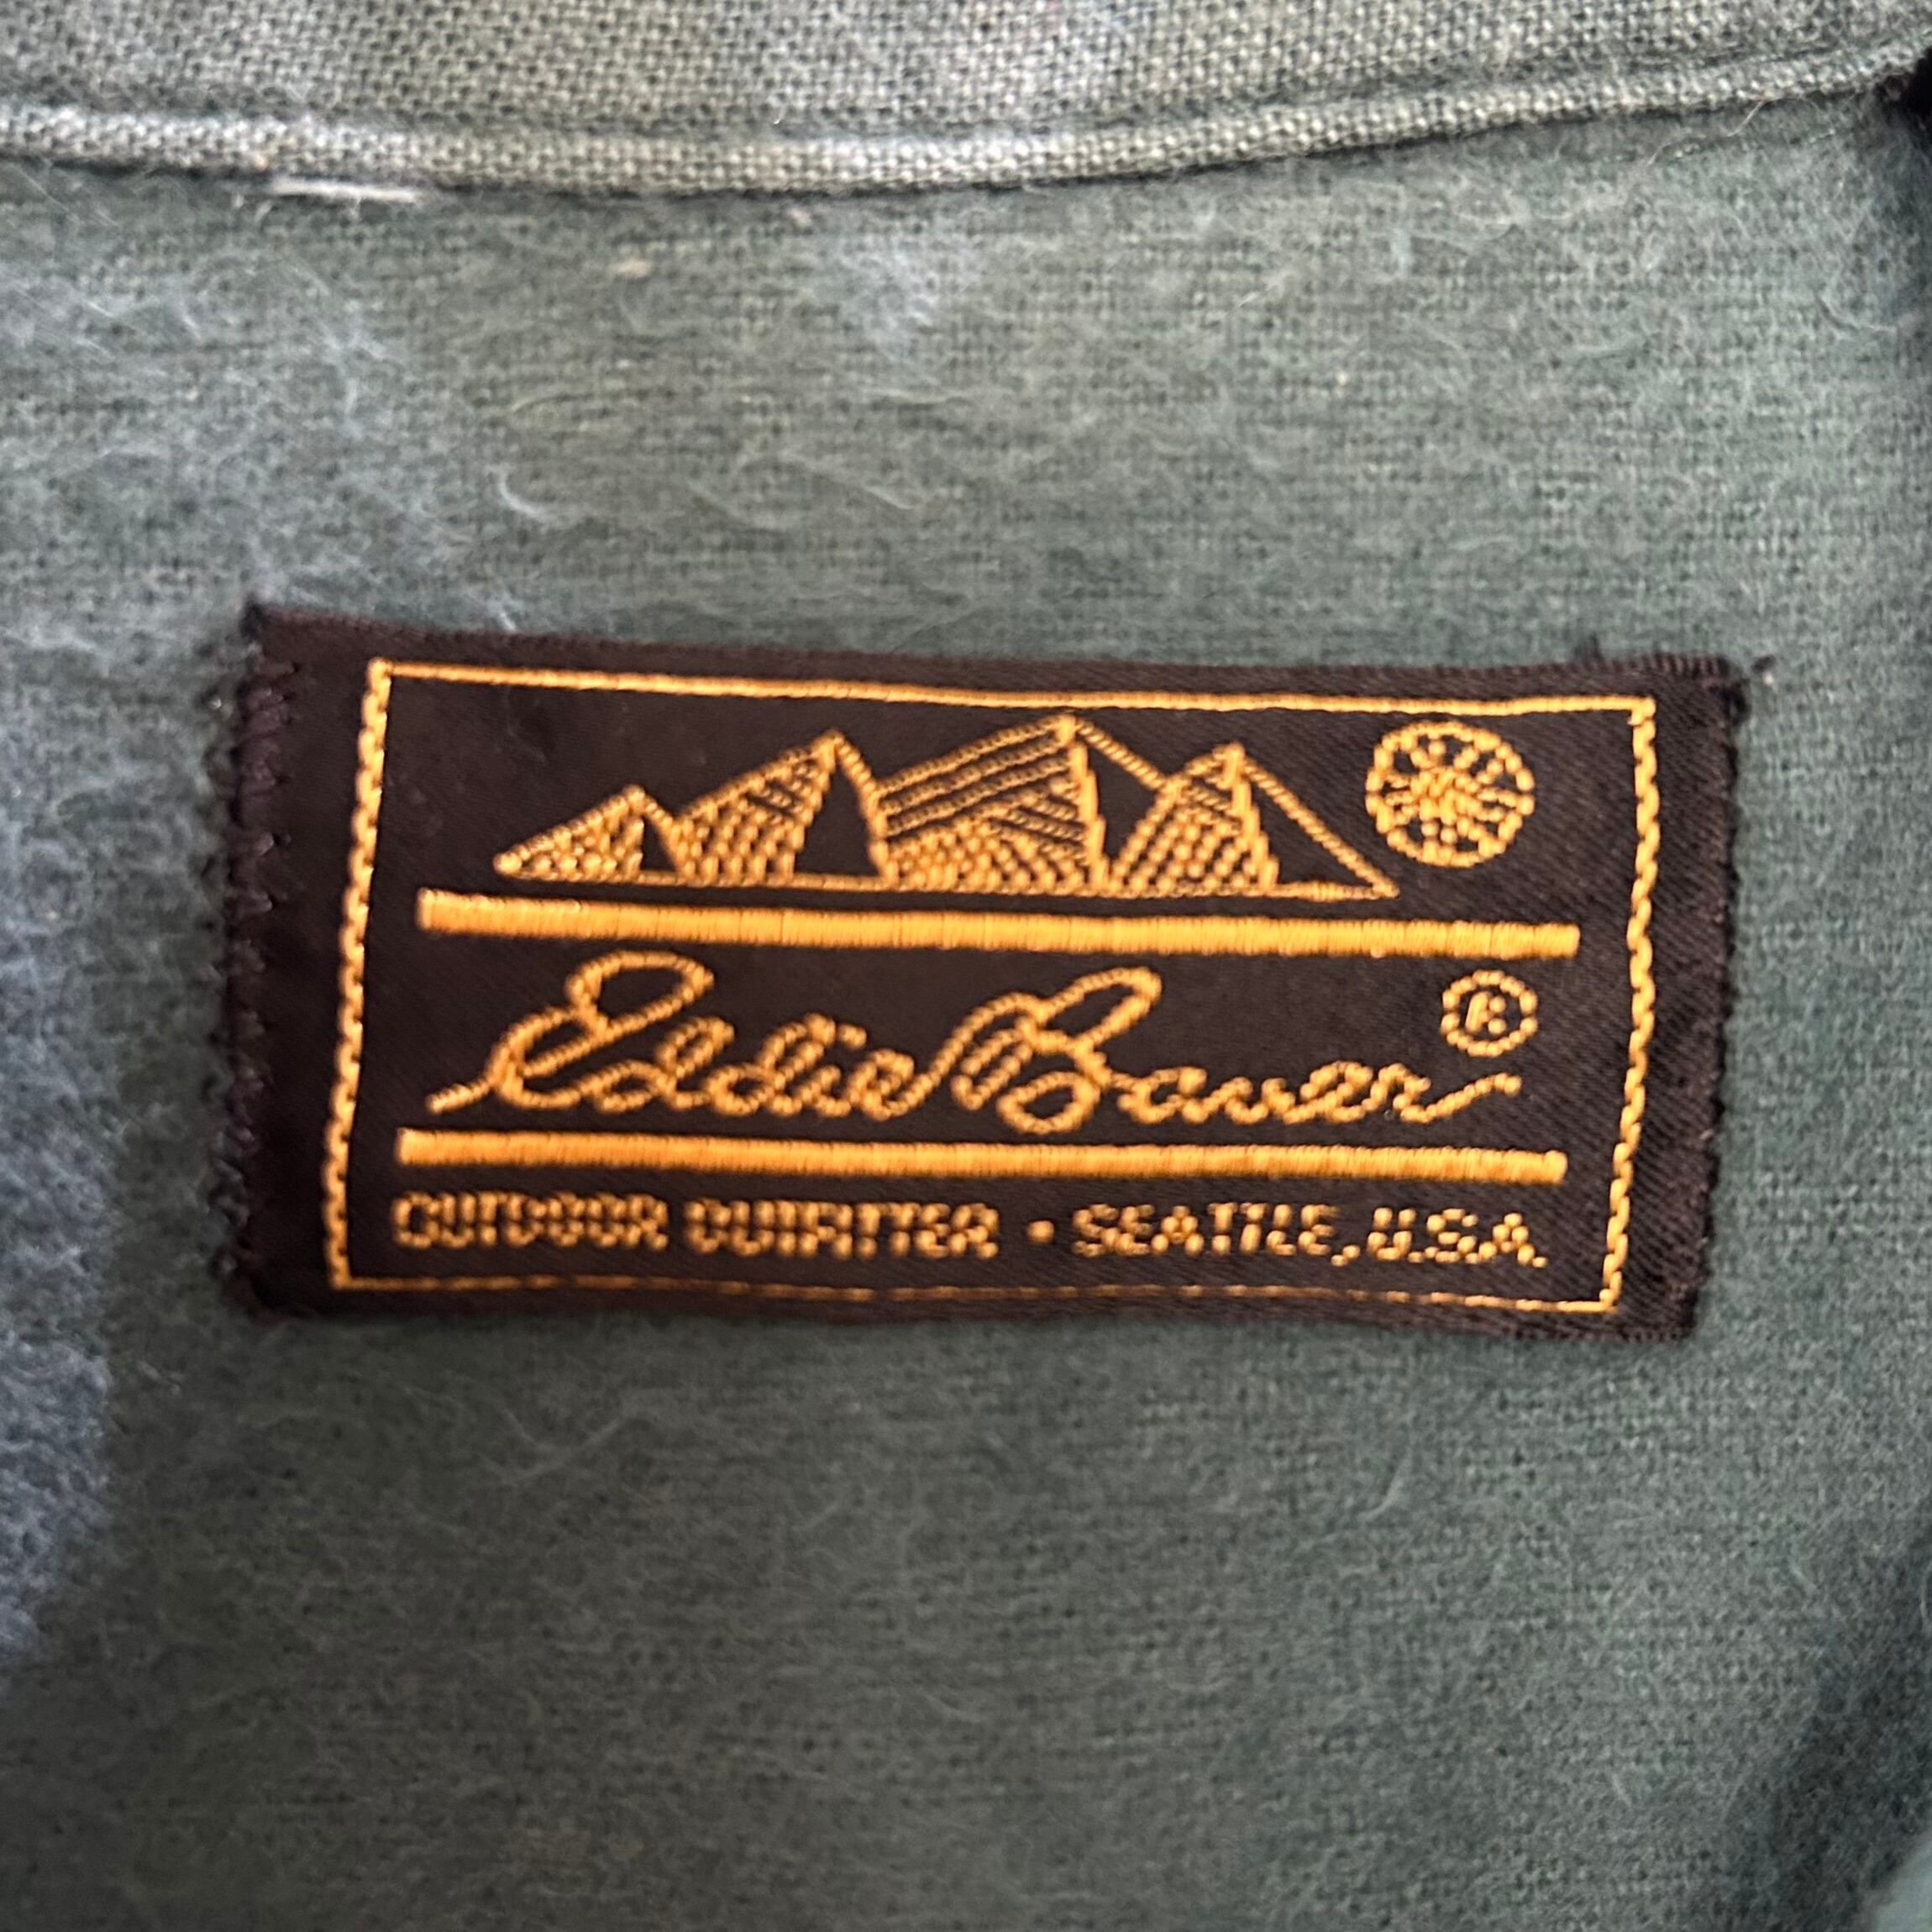 Eddie Bauer ®
OUTDOOR OUTFITTER • SEATTLE, U.S.A.